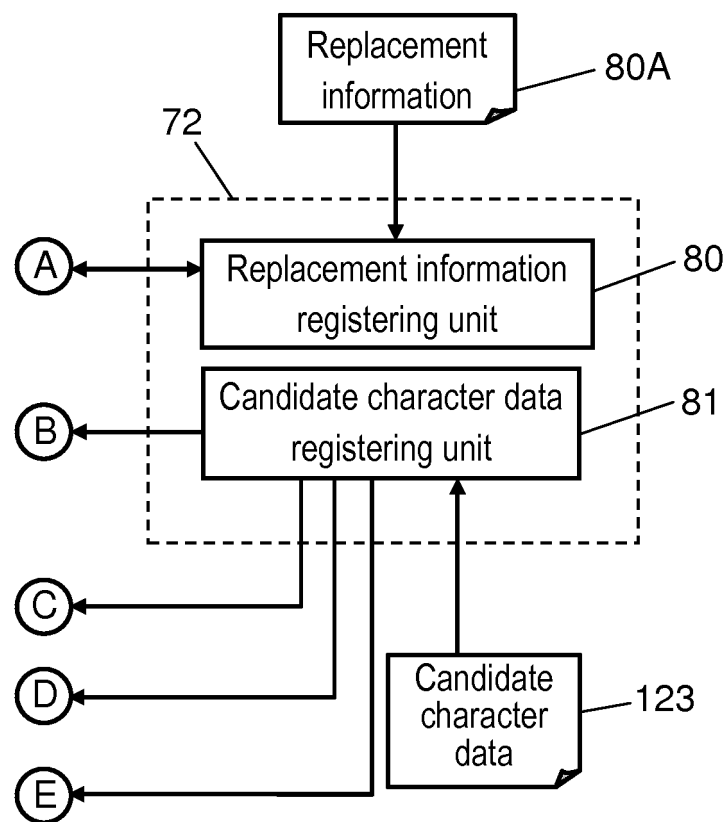 Replacement
information
80A
72
A
Replacement information
registering unit
80
B
Candidate character data
registering unit
81
C
D
E
Candidate
character
data
123